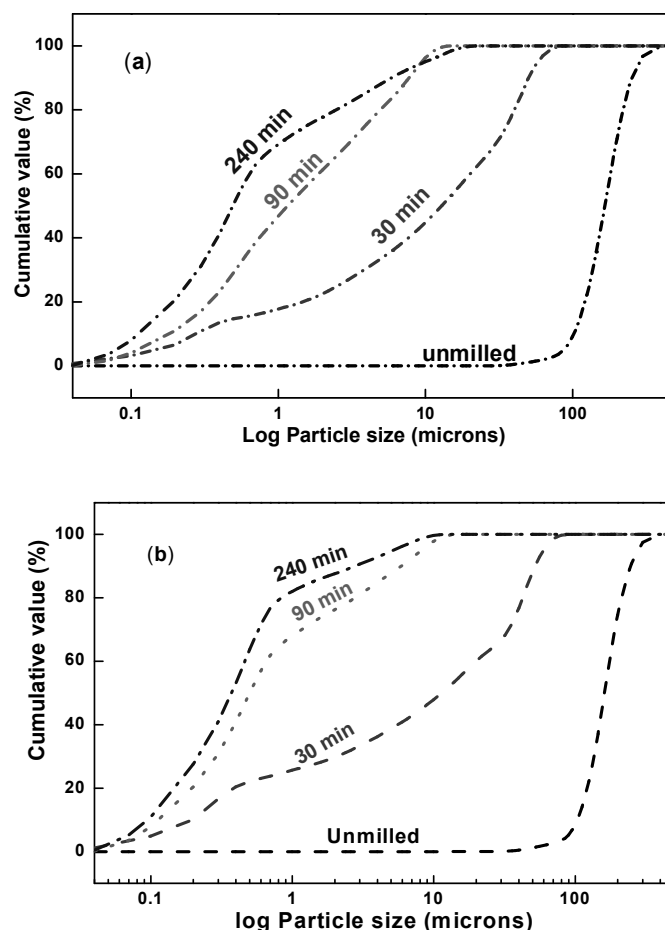 (a)
100
80
60
40
20
0
Cumulative value (%)
240 min
90 min
30 min
unmilled
0.1 1 10 100
Log Particle size (microns)
(b)
100
80
60
40
20
0
Cumulative value (%)
240 min
90 min
30 min
Unmilled
0.1 1 10 100
log Particle size (microns)